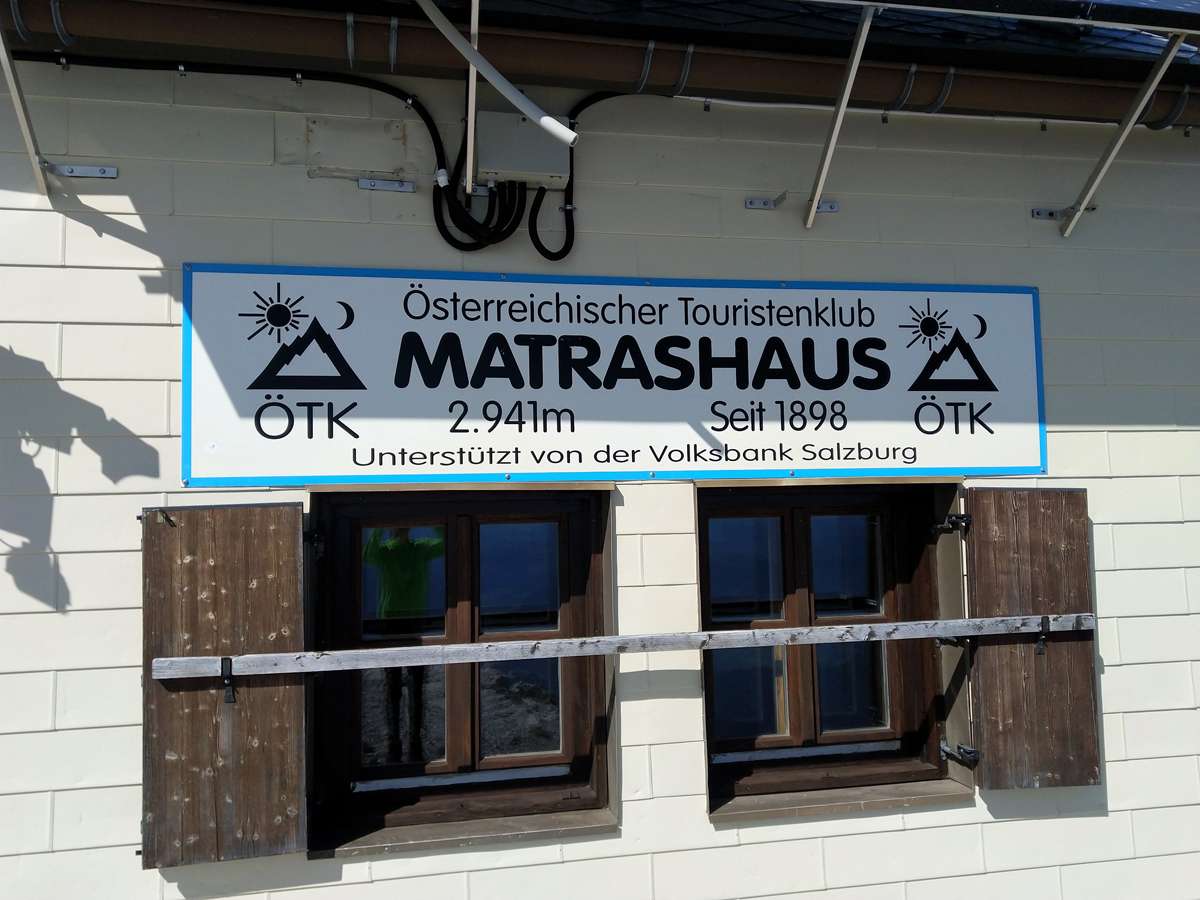 Österreichischer Touristenklub
MATRASHAUS
ÖTK 2.941m Seit 1898 ÖTK
Unterstützt von der Volksbank Salzburg